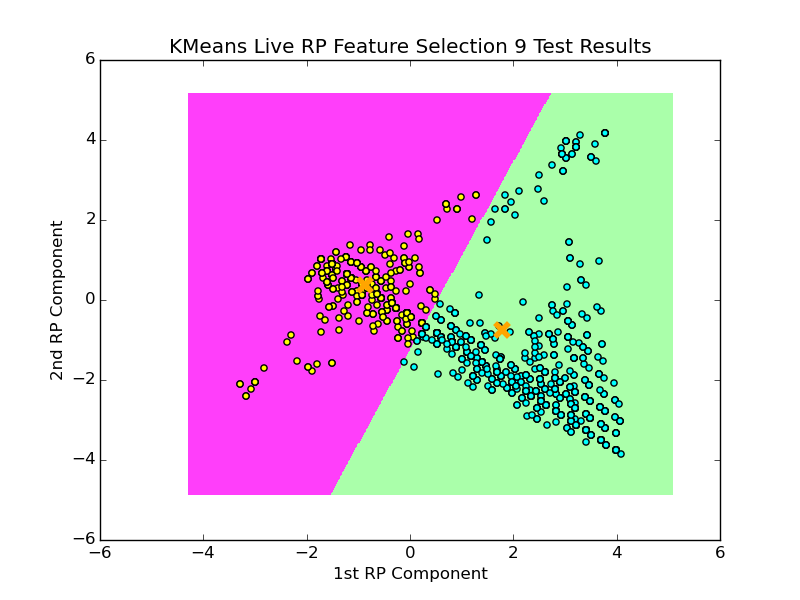 KMeans Live RP Feature Selection 9 Test Results
6
4
2
0
−2
−4
−6
2nd RP Component
−6 −4 −2 0 2 4 6
1st RP Component